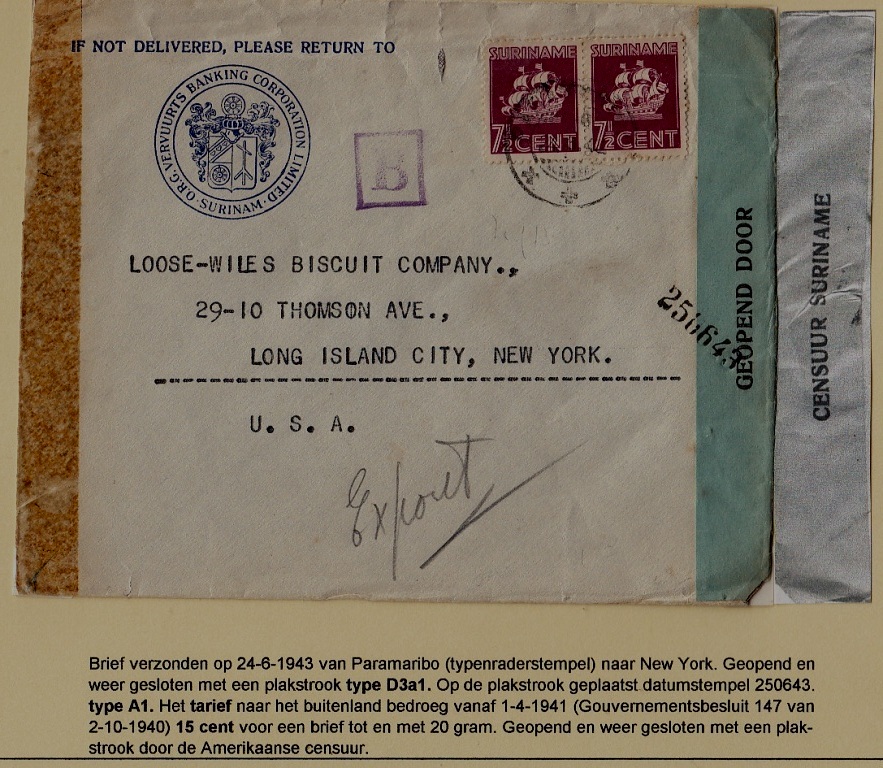 IF NOT DELIVERED, PLEASE RETURN TO
O.R.G. VERVUURTS BANKING CORPORATION LIMITED.
· SURINAM ·
B
SURINAME SURINAME
7½ CENT 7½ CENT
LOOSE-WILES BISCUIT COMPANY.,
29-10 THOMSON AVE.,
LONG ISLAND CITY, NEW YORK.
U. S. A.
Export
250643
GEOPEND DOOR
CENSUUR SURINAME
Brief verzonden op 24-6-1943 van Paramaribo (typenraderstempel) naar New York. Geopend en
weer gesloten met een plakstrook type D3a1. Op de plakstrook geplaatst datumstempel 250643.
type A1. Het tarief naar het buitenland bedroeg vanaf 1-4-1941 (Gouvernementsbesluit 147 van
2-10-1940) 15 cent voor een brief tot en met 20 gram. Geopend en weer gesloten met een plak-
strook door de Amerikaanse censuur.